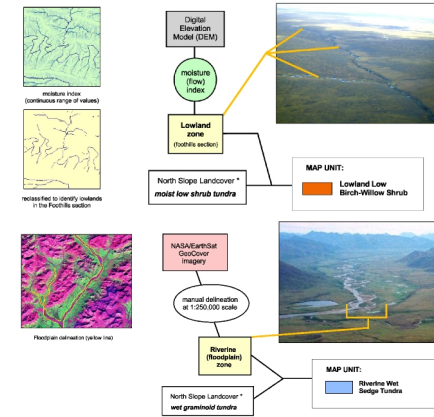 Digital
Elevation
Model (DEM)
moisture
(flow)
index
moisture index
(continuous range of values)
Lowland
zone
(foothills section)
North Slope Landcover *
moist low shrub tundra
MAP UNIT:
Lowland Low
Birch-Willow Shrub
reclassified to identify lowlands
in the Foothills section
NASA/EarthSat
GeoCover
imagery
manual delineation
at 1:250,000 scale
Floodplain delineation (yellow line)
Riverine
(floodplain)
zone
North Slope Landcover *
wet graminoid tundra
MAP UNIT:
Riverine Wet
Sedge Tundra